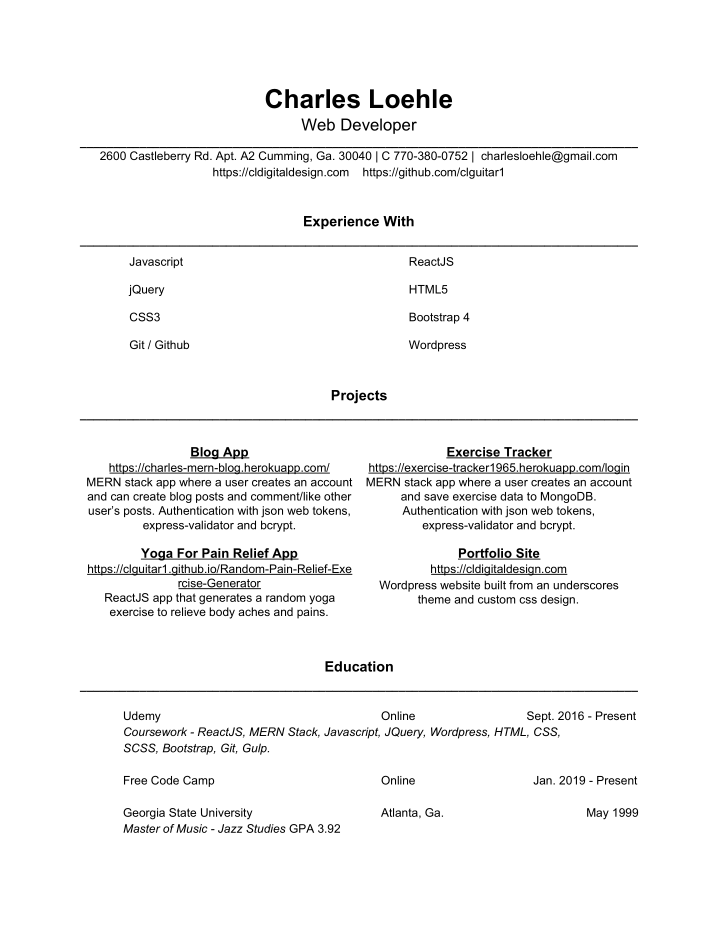 Charles Loehle
Web Developer
2600 Castleberry Rd. Apt. A2 Cumming, Ga. 30040 | C 770-380-0752 | charlesloehle@gmail.com
https://cldigitaldesign.com https://github.com/clguitar1
Experience With
Javascript ReactJS
jQuery HTML5
CSS3 Bootstrap 4
Git / Github Wordpress
Projects
Blog App
https://charles-mern-blog.herokuapp.com/
MERN stack app where a user creates an account
and can create blog posts and comment/like other
user’s posts. Authentication with json web tokens,
express-validator and bcrypt.
Exercise Tracker
https://exercise-tracker1965.herokuapp.com/login
MERN stack app where a user creates an account
and save exercise data to MongoDB.
Authentication with json web tokens,
express-validator and bcrypt.
Yoga For Pain Relief App
https://clguitar1.github.io/Random-Pain-Relief-Exe
rcise-Generator
ReactJS app that generates a random yoga
exercise to relieve body aches and pains.
Portfolio Site
https://cldigitaldesign.com
Wordpress website built from an underscores
theme and custom css design.
Education
Udemy Online Sept. 2016 - Present
Coursework - ReactJS, MERN Stack, Javascript, JQuery, Wordpress, HTML, CSS,
SCSS, Bootstrap, Git, Gulp.
Free Code Camp Online Jan. 2019 - Present
Georgia State University Atlanta, Ga. May 1999
Master of Music - Jazz Studies GPA 3.92